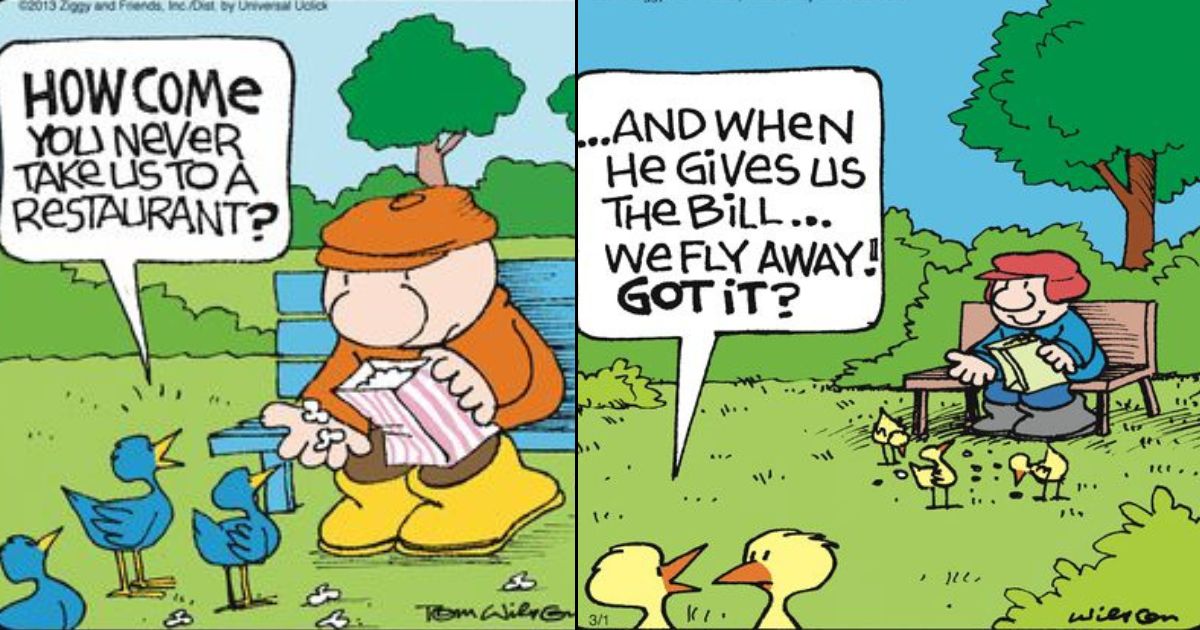 ©2013 Ziggy and Friends, Inc./Dist. by Universal Uclick
HOW COME
YOU NEVER
TAKE US TO A
RESTAURANT?
TOM WILSON
...AND WHEN
HE GIVES US
THE BILL...
WE FLY AWAY!
GOT IT?
3/1
WILSON